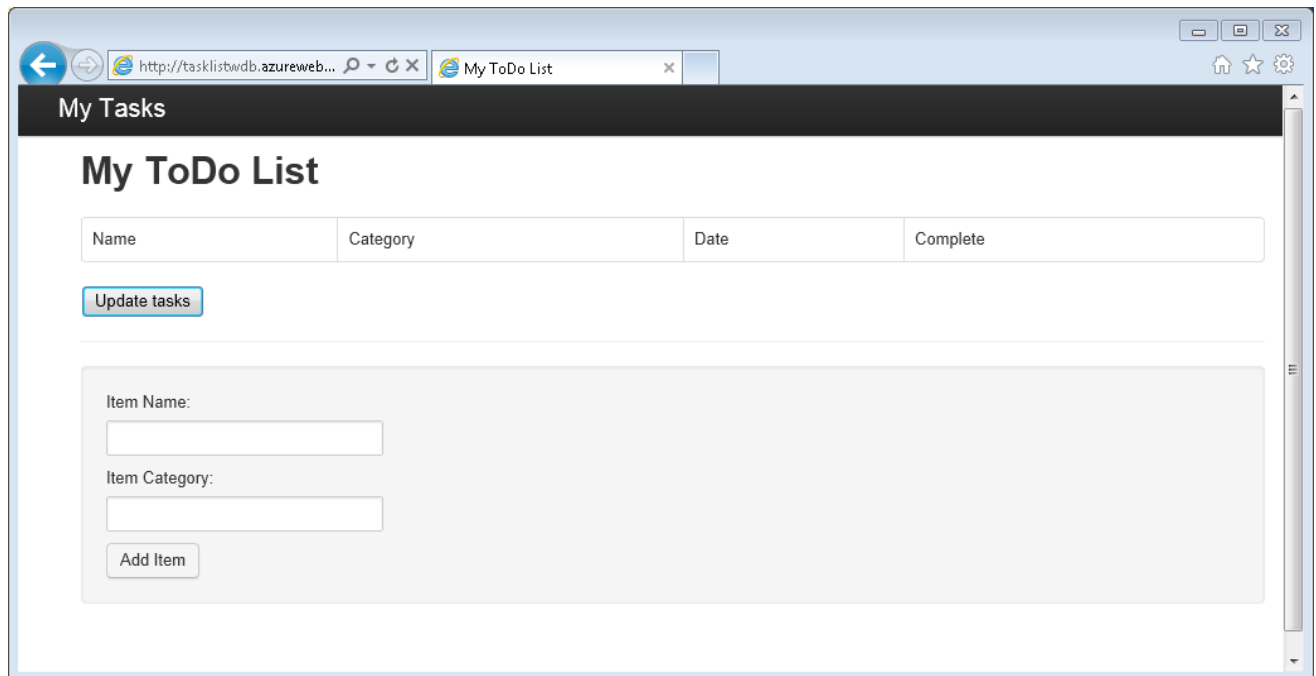 http://tasklistwdb.azureweb... My ToDo List
My Tasks
My ToDo List
Name Category Date Complete
Update tasks
Item Name:
Item Category:
Add Item